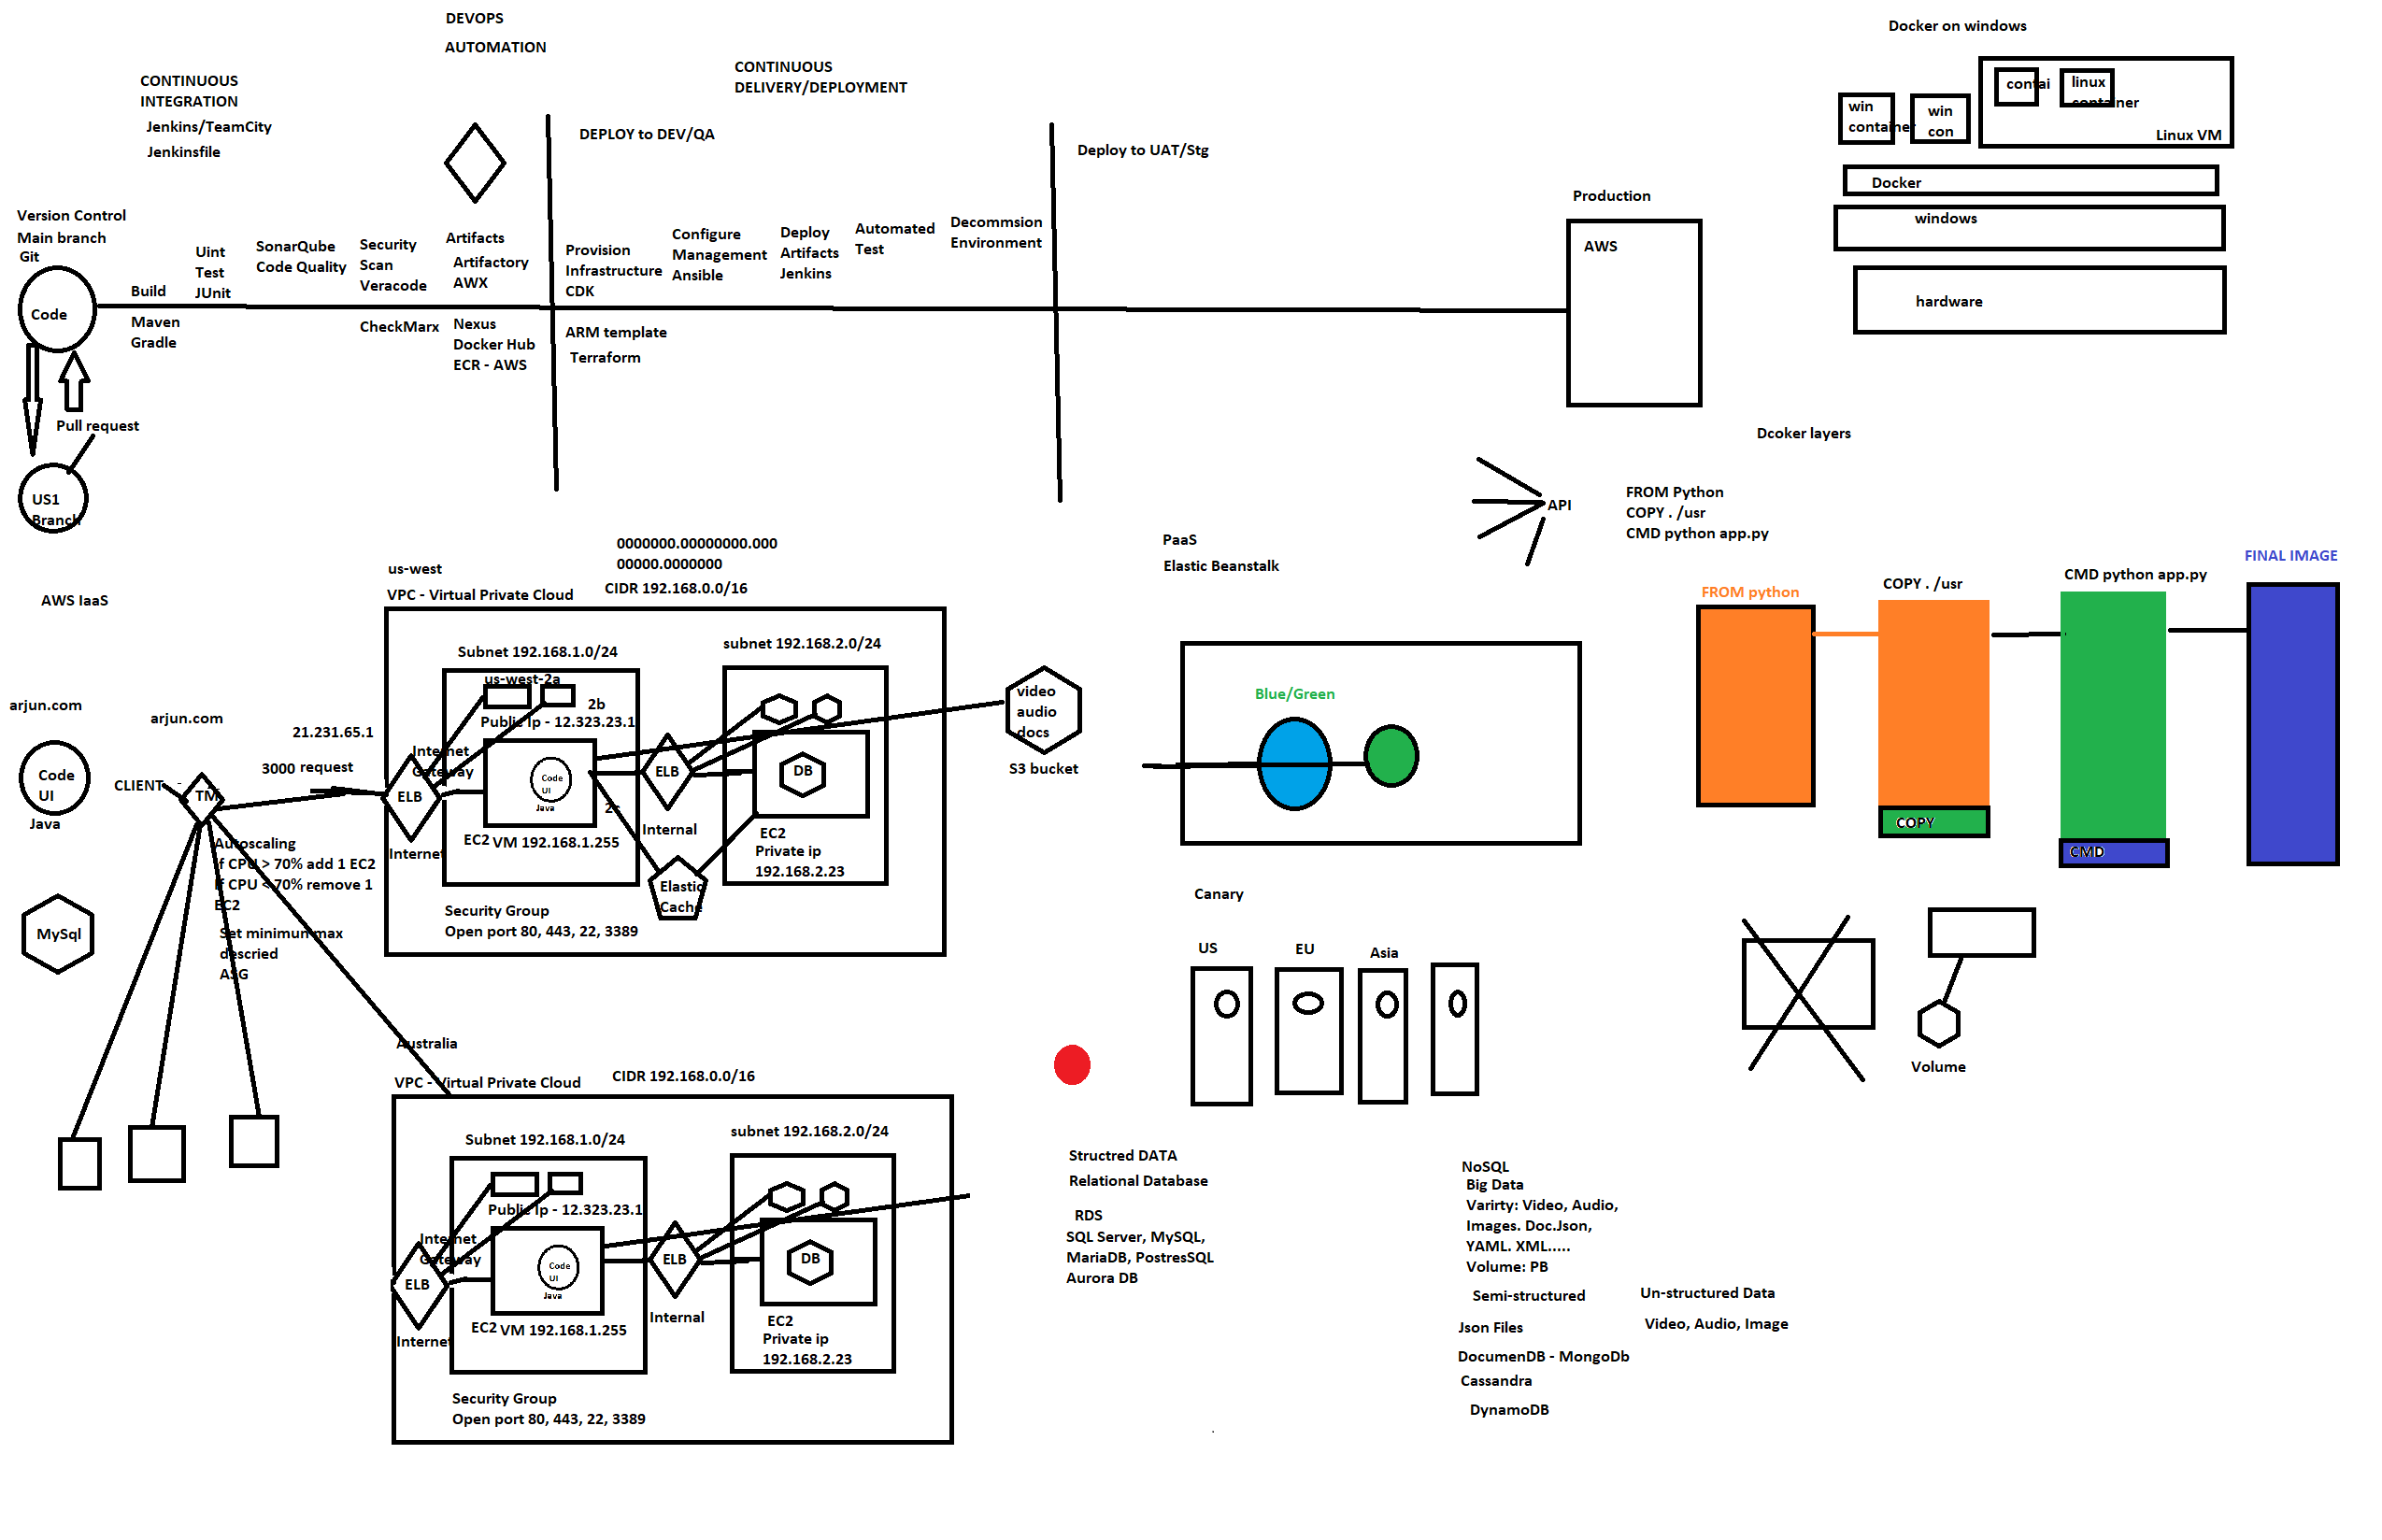 DEVOPS
AUTOMATION
CONTINUOUS
INTEGRATION
Jenkins/TeamCity
Jenkinsfile
CONTINUOUS
DELIVERY/DEPLOYMENT
DEPLOY to DEV/QA
Deploy to UAT/Stg
Version Control
Main branch
Git
Code
Build
Maven
Gradle
Uint
Test
JUnit
SonarQube
Code Quality
Security
Scan
Veracode
CheckMarx
Artifacts
Artifactory
AWX
Nexus
Docker Hub
ECR - AWS
Provision
Infrastructure
CDK
ARM template
Terraform
Configure
Management
Ansible
Deploy
Artifacts
Jenkins
Automated
Test
Decommsion
Environment
Production
AWS
Pull request
US1
Branch
Docker on windows
win
container
win
con
contai
linux
container
Linux VM
Docker
windows
hardware
Dcoker layers
FROM Python
COPY . /usr
CMD python app.py
API
FROM python
COPY . /usr
CMD python app.py
FINAL IMAGE
COPY
CMD
Volume
AWS IaaS
arjun.com
Code
UI
Java
MySql
arjun.com
CLIENT
TM
21.231.65.1
3000 request
Autoscaling
If CPU > 70% add 1 EC2
If CPU < 70% remove 1
EC2
Set minimun max
descried
ASG
us-west
VPC - Virtual Private Cloud
0000000.00000000.000
00000.0000000
CIDR 192.168.0.0/16
Subnet 192.168.1.0/24
us-west-2a
2b
Public Ip - 12.323.23.1
Internet
Gateway
ELB
Internet
Code
UI
Java
2c
EC2 VM 192.168.1.255
Security Group
Open port 80, 443, 22, 3389
ELB
Internal
Elastic
Cache
subnet 192.168.2.0/24
DB
EC2
Private ip
192.168.2.23
video
audio
docs
S3 bucket
Australia
VPC - Virtual Private Cloud
CIDR 192.168.0.0/16
Subnet 192.168.1.0/24
Public Ip - 12.323.23.1
Internet
Gateway
ELB
Internet
Code
UI
Java
EC2 VM 192.168.1.255
Security Group
Open port 80, 443, 22, 3389
ELB
Internal
subnet 192.168.2.0/24
DB
EC2
Private ip
192.168.2.23
PaaS
Elastic Beanstalk
Blue/Green
Canary
US
EU
Asia
Structred DATA
Relational Database
RDS
SQL Server, MySQL,
MariaDB, PostresSQL
Aurora DB
NoSQL
Big Data
Varirty: Video, Audio,
Images. Doc.Json,
YAML. XML.....
Volume: PB
Semi-structured
Json Files
DocumenDB - MongoDb
Cassandra
DynamoDB
Un-structured Data
Video, Audio, Image